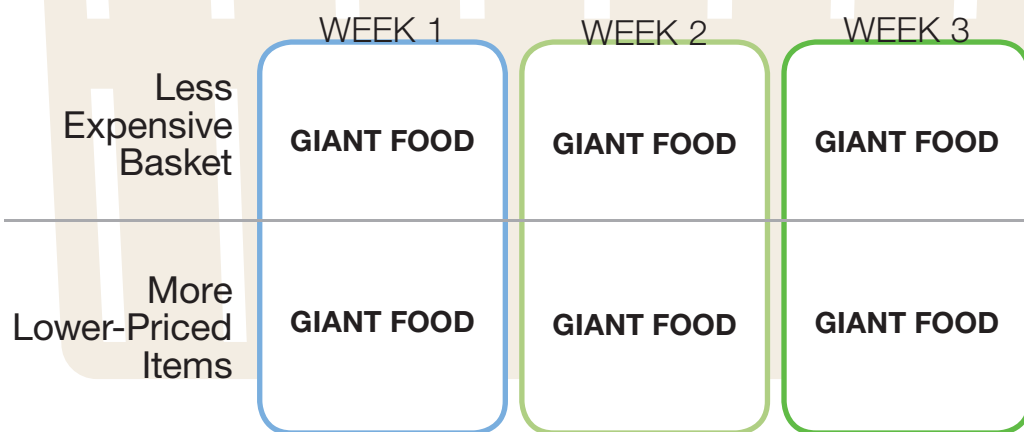 WEEK 1 WEEK 2 WEEK 3
Less
Expensive
Basket
GIANT FOOD GIANT FOOD GIANT FOOD
More
Lower-Priced
Items
GIANT FOOD GIANT FOOD GIANT FOOD